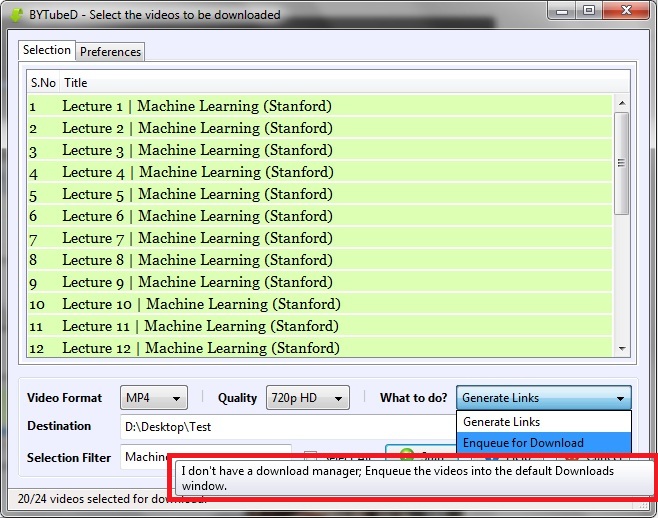 BYTubeD - Select the videos to be downloaded
Selection Preferences
S.No Title
1 Lecture 1 | Machine Learning (Stanford)
2 Lecture 2 | Machine Learning (Stanford)
3 Lecture 3 | Machine Learning (Stanford)
4 Lecture 4 | Machine Learning (Stanford)
5 Lecture 5 | Machine Learning (Stanford)
6 Lecture 6 | Machine Learning (Stanford)
7 Lecture 7 | Machine Learning (Stanford)
8 Lecture 8 | Machine Learning (Stanford)
9 Lecture 9 | Machine Learning (Stanford)
10 Lecture 10 | Machine Learning (Stanford)
11 Lecture 11 | Machine Learning (Stanford)
12 Lecture 12 | Machine Learning (Stanford)
Video Format MP4 Quality 720p HD What to do? Generate Links
Generate Links
Destination D:\Desktop\Test
Enqueue for Download
Selection Filter Machine
I don't have a download manager; Enqueue the videos into the default Downloads
window.
20/24 videos selected for download.